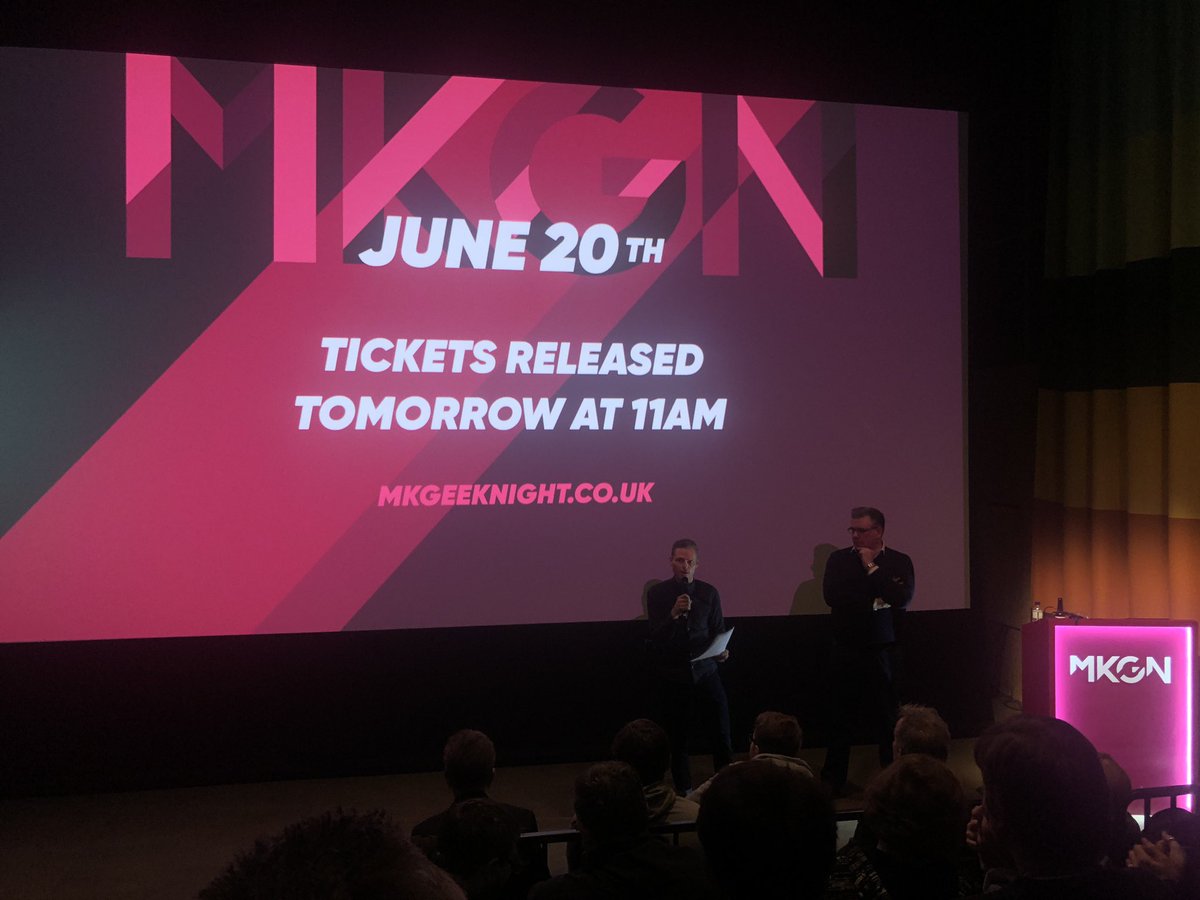 MKGN
JUNE 20TH
TICKETS RELEASED
TOMORROW AT 11AM
MKGEEKNIGHT.CO.UK
MKGN